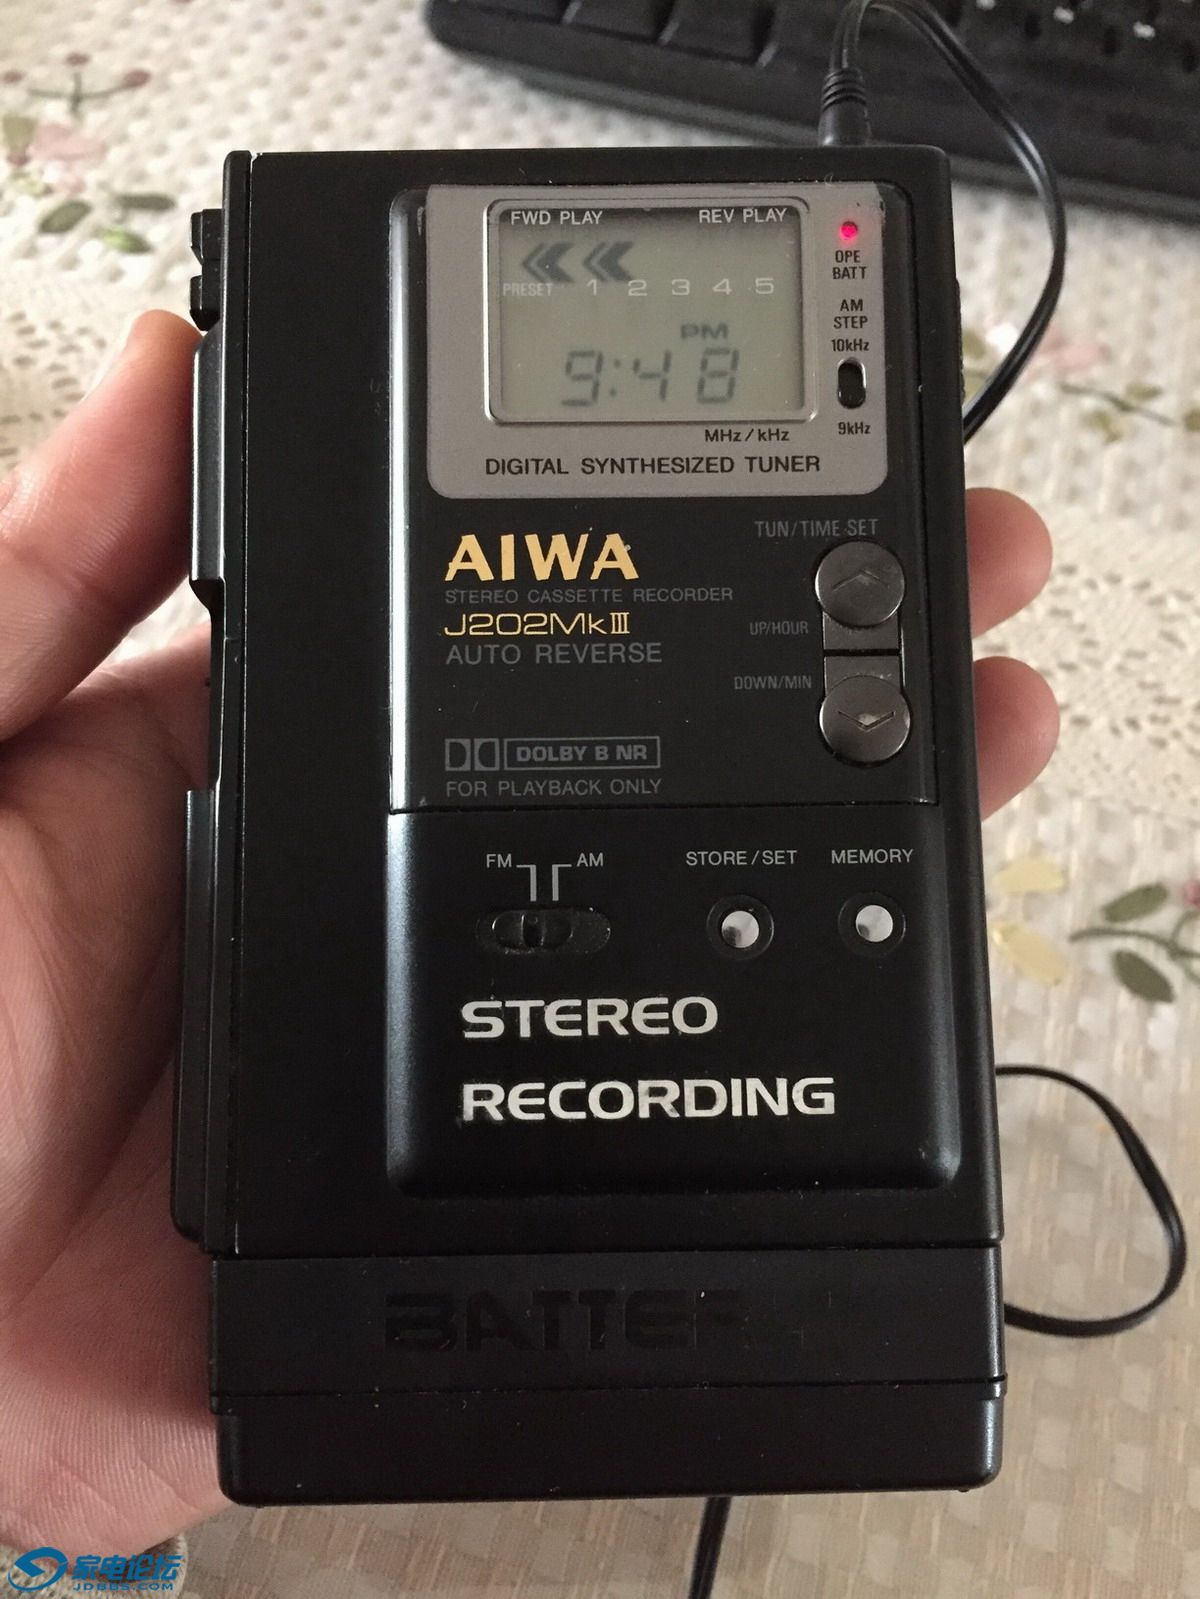 FWD PLAY REV PLAY
PRESET 1 2 3 4 5
PM
9:48
MHz/kHz
DIGITAL SYNTHESIZED TUNER
OPE
BATT
AM
STEP
10kHz
9kHz
TUN/TIME SET
AIWA
STEREO CASSETTE RECORDER
J202MkIII
AUTO REVERSE
UP/HOUR
DOWN/MIN
DOLBY B NR
FOR PLAYBACK ONLY
FM AM
STORE/SET MEMORY
STEREO
RECORDING
家电论坛
JDBBS.COM